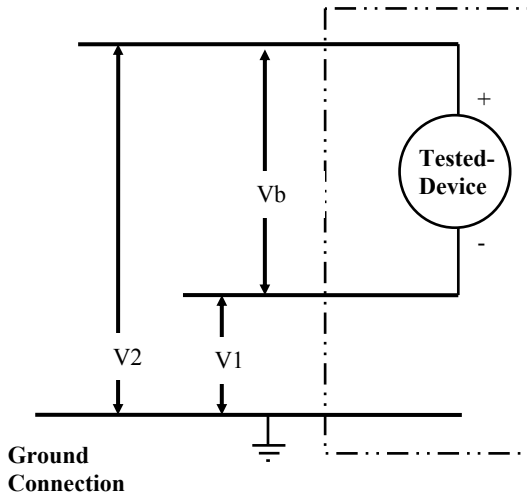 +
Tested-
Device
Vb
-
V2
V1
Ground
Connection